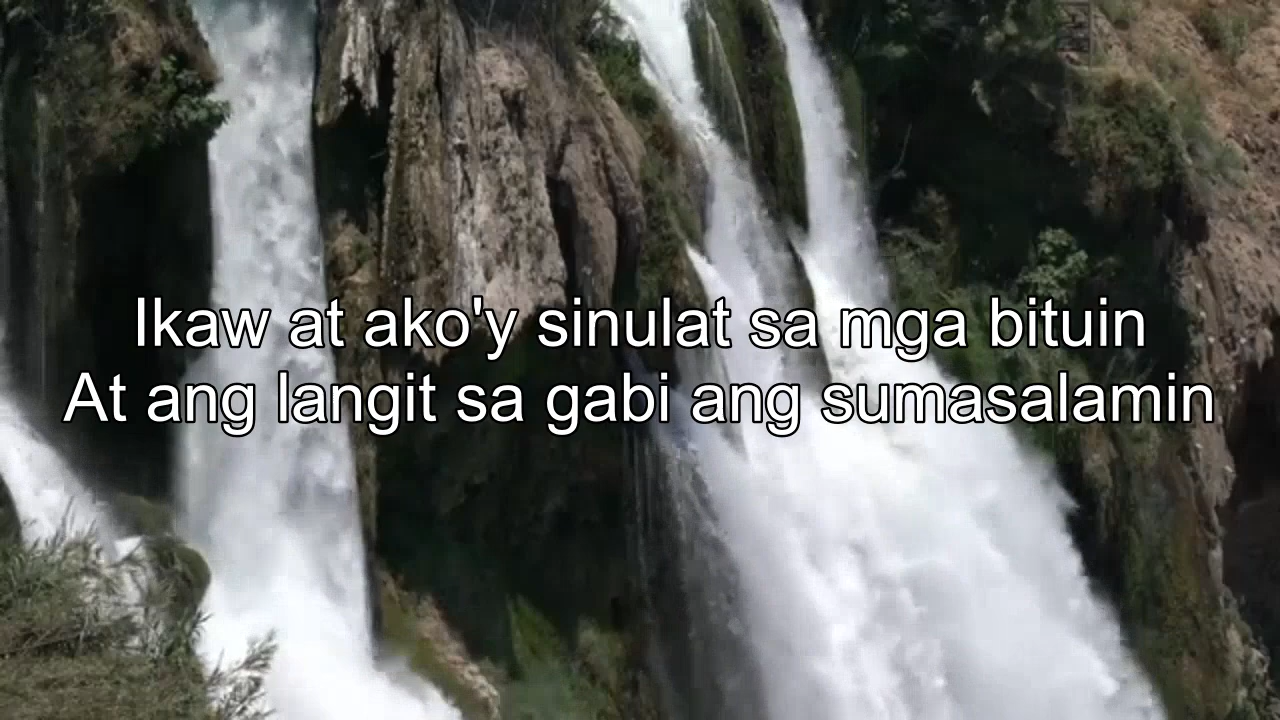 Ikaw at ako'y sinulat sa mga bituin
At ang langit sa gabi ang sumasalamin